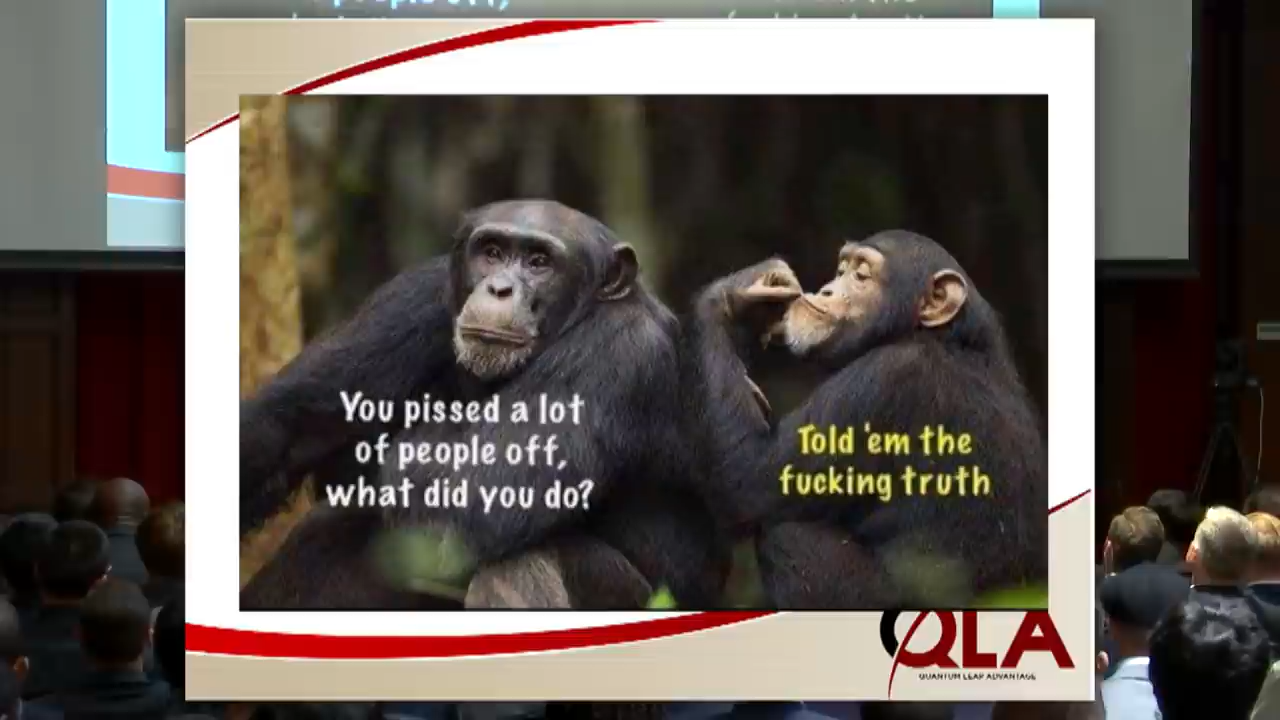 You pissed a lot
of people off,
what did you do?
Told 'em the
fucking truth
QLA
QUANTUM LEAP ADVANTAGE